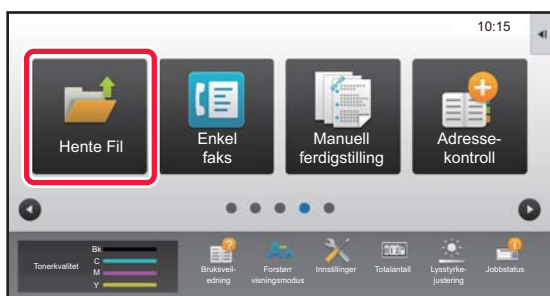 10:15
Hente Fil
Enkel
faks
Manuell
ferdigstilling
Adresse-
kontroll
Tonerkvalitet
Bk
C
M
Y
Bruksveil-
edning
Forstørr
visningsmodus
Innstillinger
Totalantall
Lysstyrke-
justering
Jobbstatus